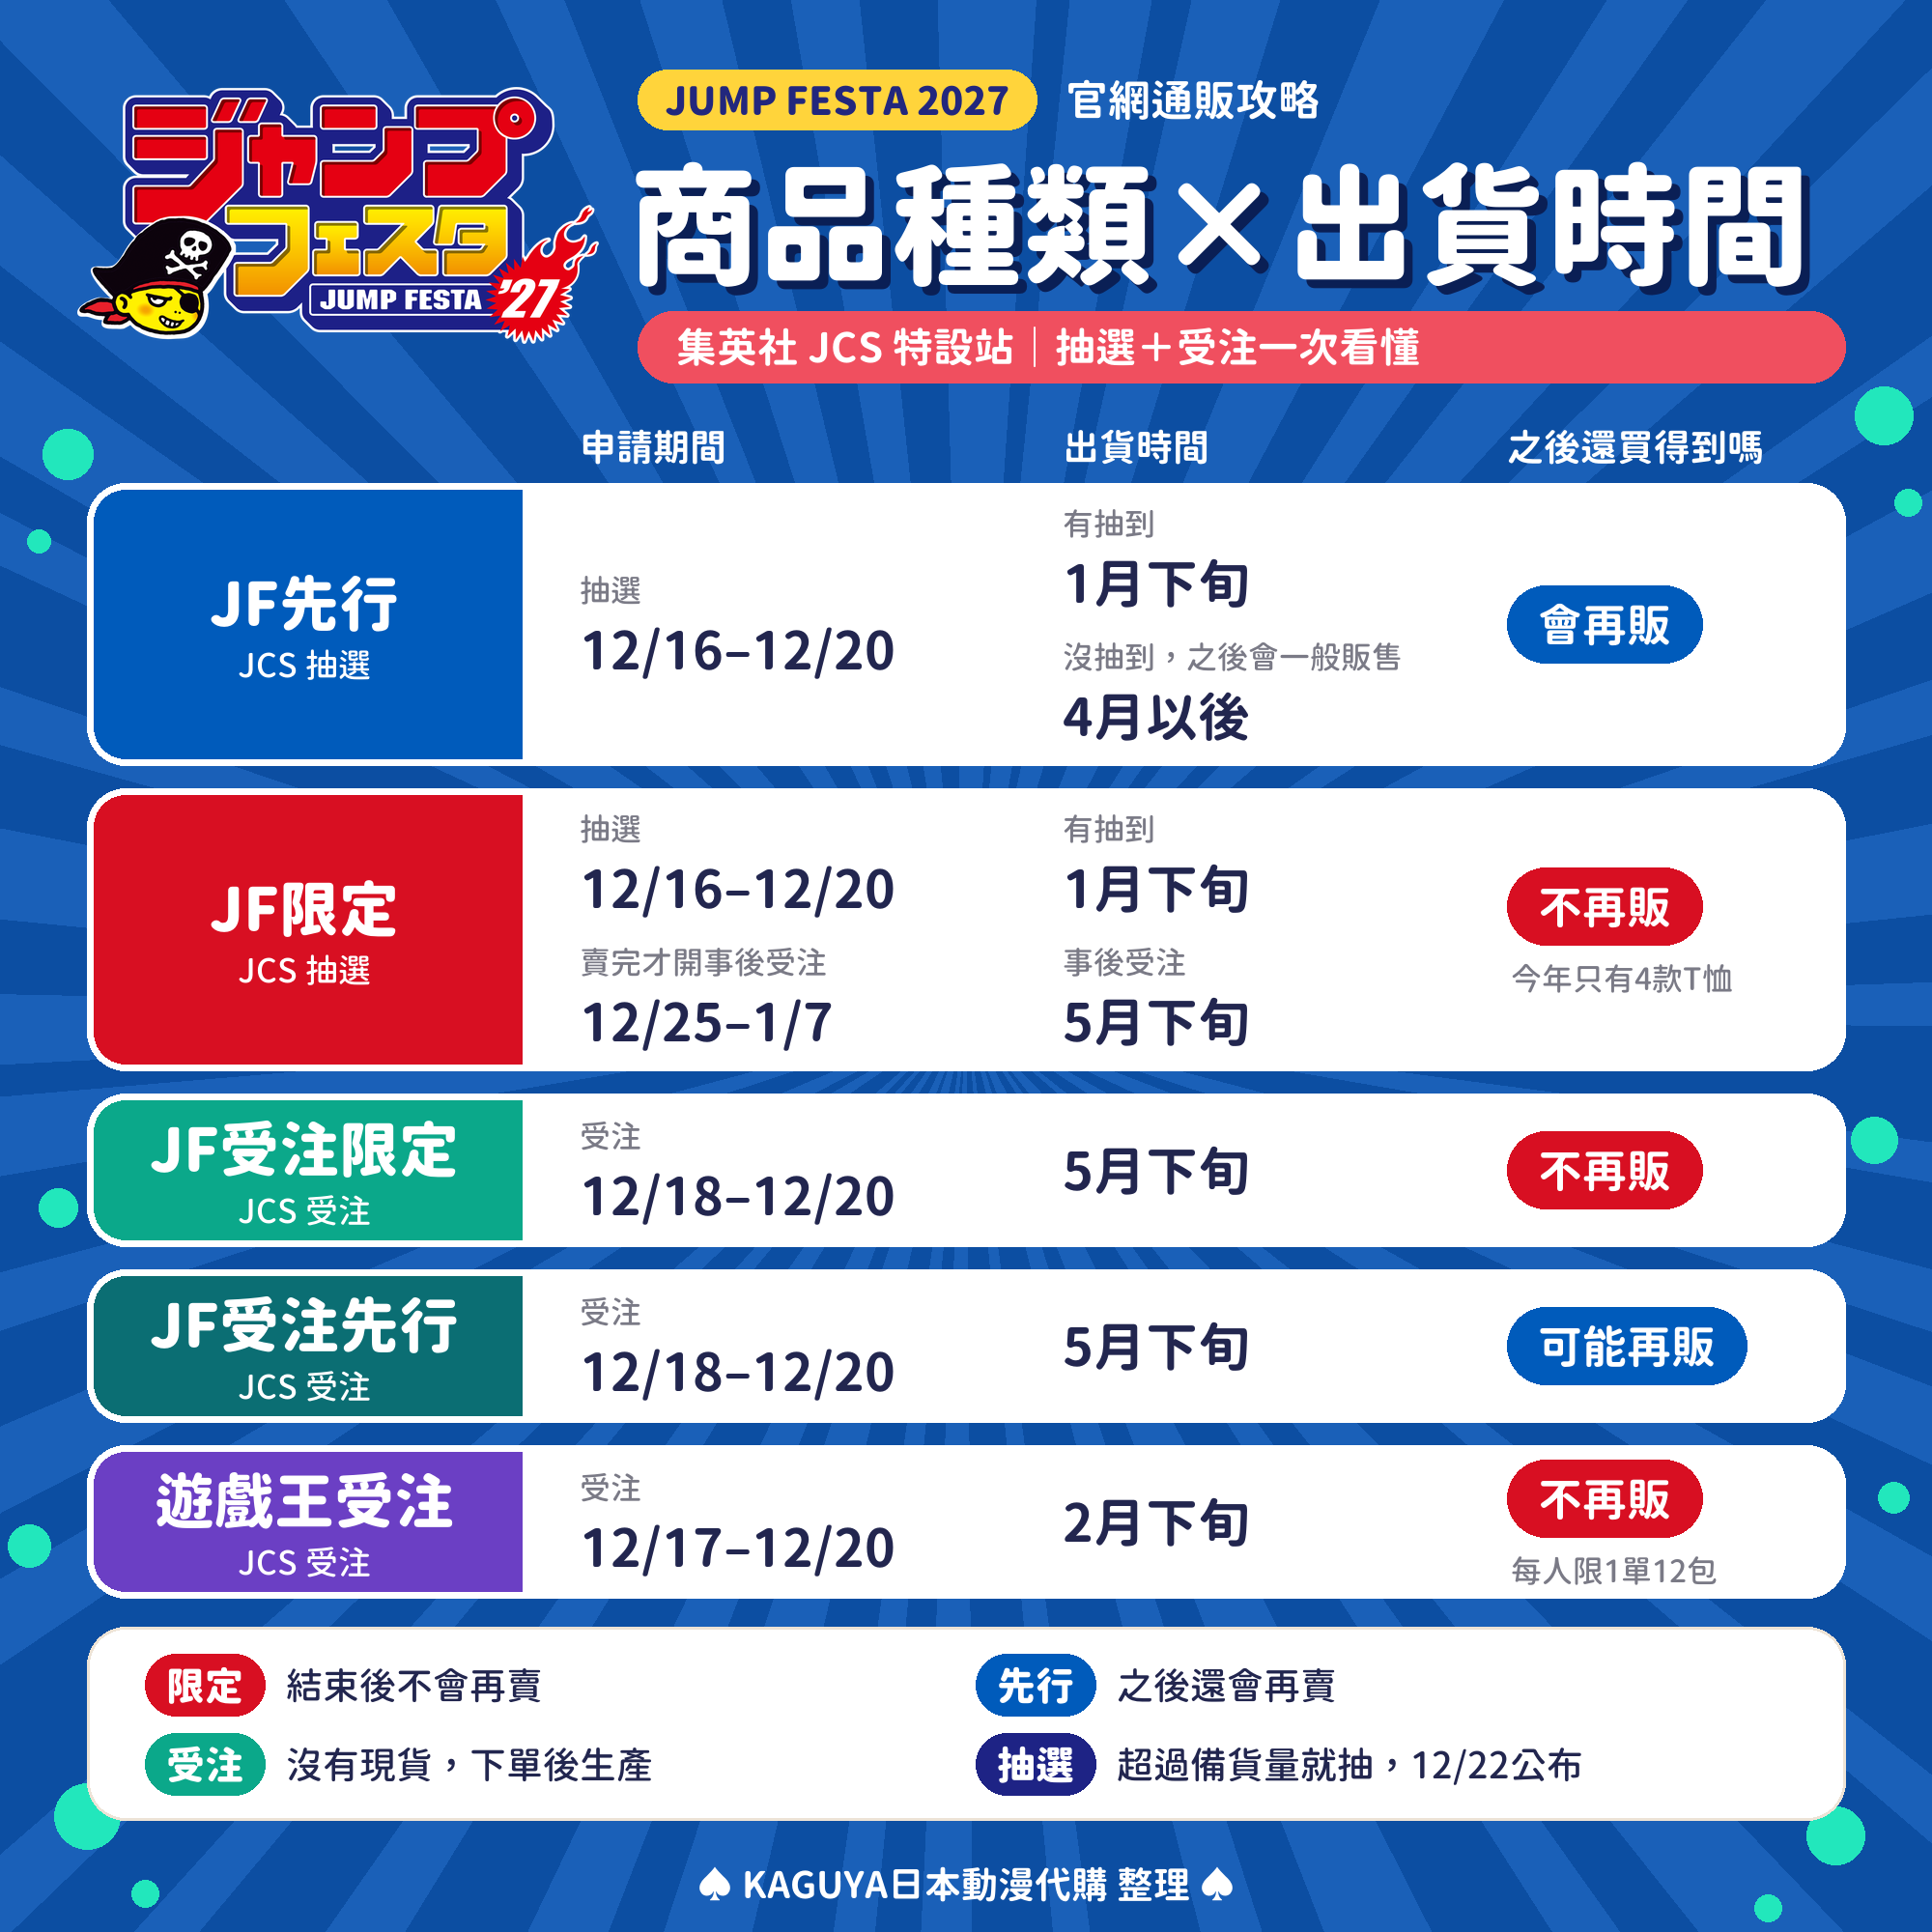 ジャンプ
フェスタ
JUMP FESTA '27
JUMP FESTA 2027 官網通販攻略
商品種類×出貨時間
集英社 JCS 特設站｜抽選＋受注一次看懂
申請期間 出貨時間 之後還買得到嗎
JF先行
JCS 抽選
抽選
12/16–12/20
有抽到
1月下旬
沒抽到，之後會一般販售
4月以後
會再販
JF限定
JCS 抽選
抽選
12/16–12/20
賣完才開事後受注
12/25–1/7
有抽到
1月下旬
事後受注
5月下旬
不再販
今年只有4款T恤
JF受注限定
JCS 受注
受注
12/18–12/20
5月下旬
不再販
JF受注先行
JCS 受注
受注
12/18–12/20
5月下旬
可能再販
遊戲王受注
JCS 受注
受注
12/17–12/20
2月下旬
不再販
每人限1單12包
限定 結束後不會再賣
先行 之後還會再賣
受注 沒有現貨，下單後生產
抽選 超過備貨量就抽，12/22公布
♠ KAGUYA日本動漫代購 整理 ♠